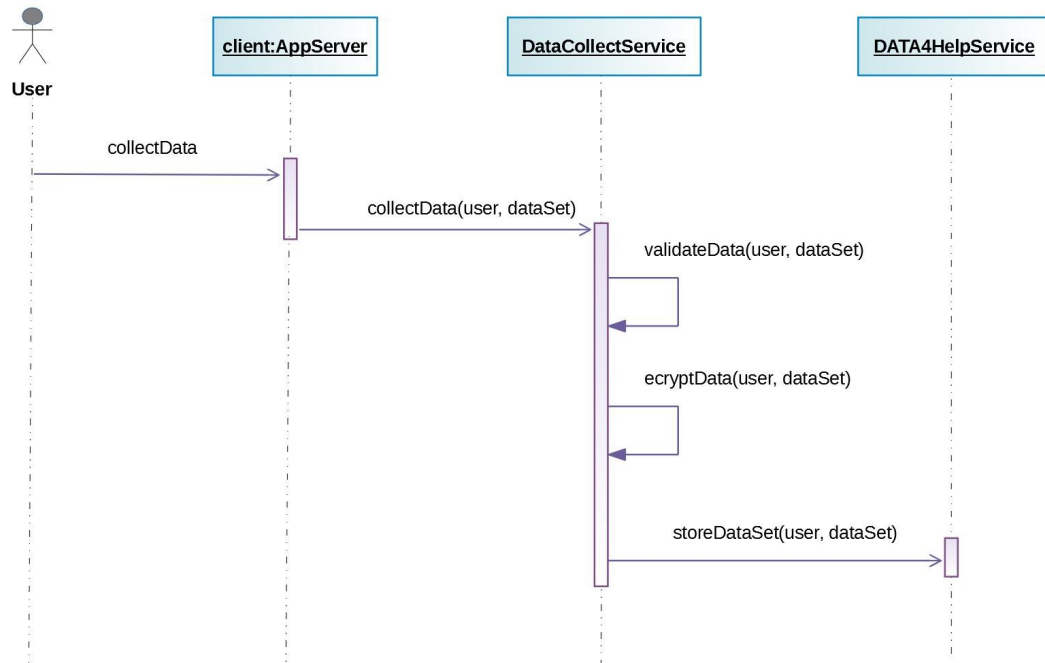 client:AppServer
DataCollectService
DATA4HelpService
User
collectData
collectData(user, dataSet)
validateData(user, dataSet)
ecryptData(user, dataSet)
storeDataSet(user, dataSet)